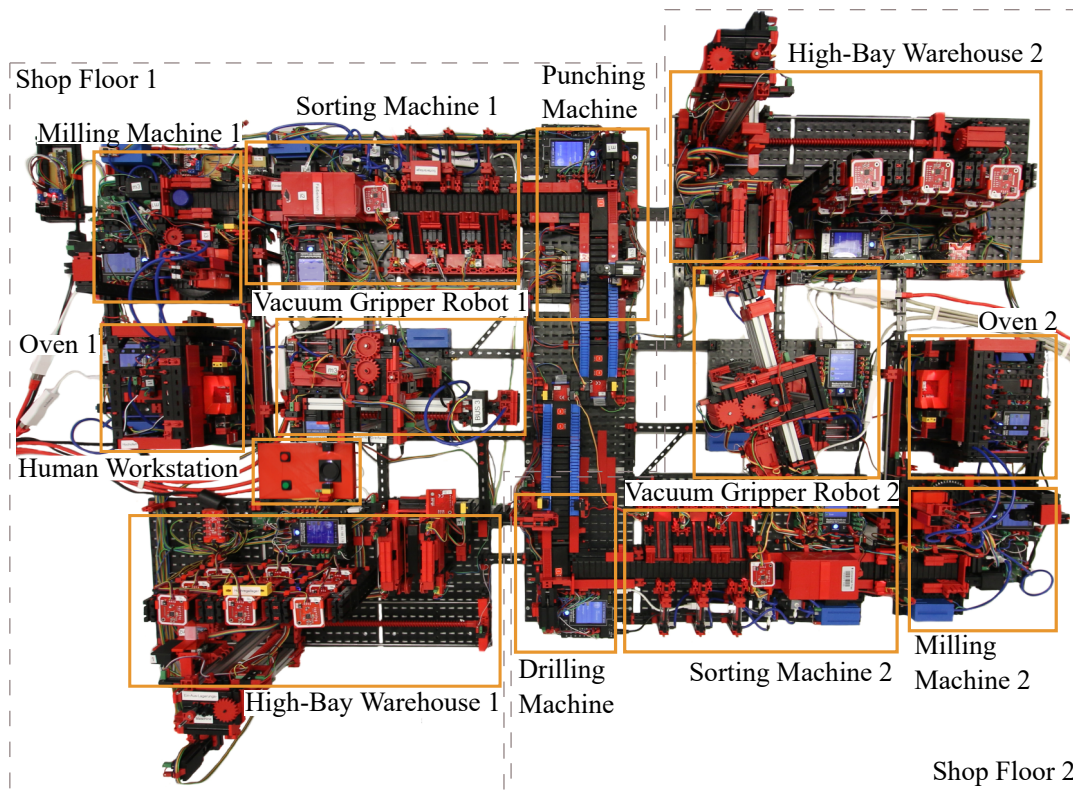 Shop Floor 1
Milling Machine 1
Sorting Machine 1
Punching
Machine
High-Bay Warehouse 2
Vacuum Gripper Robot 1
Oven 1
Oven 2
Human Workstation
Vacuum Gripper Robot 2
High-Bay Warehouse 1
Drilling
Machine
Sorting Machine 2
Milling
Machine 2
Shop Floor 2